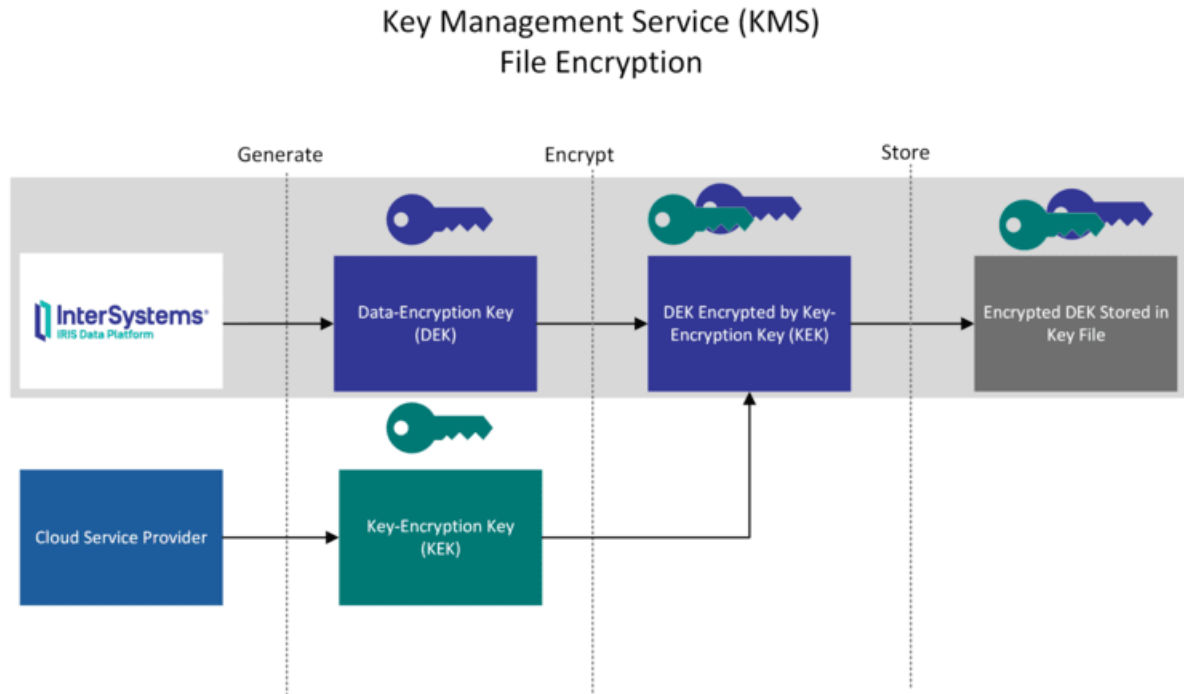 Key Management Service (KMS)
File Encryption
Generate
Encrypt
Store
InterSystems®
IRIS Data Platform
Data-Encryption Key
(DEK)
DEK Encrypted by Key-
Encryption Key (KEK)
Encrypted DEK Stored in
Key File
Cloud Service Provider
Key-Encryption Key
(KEK)